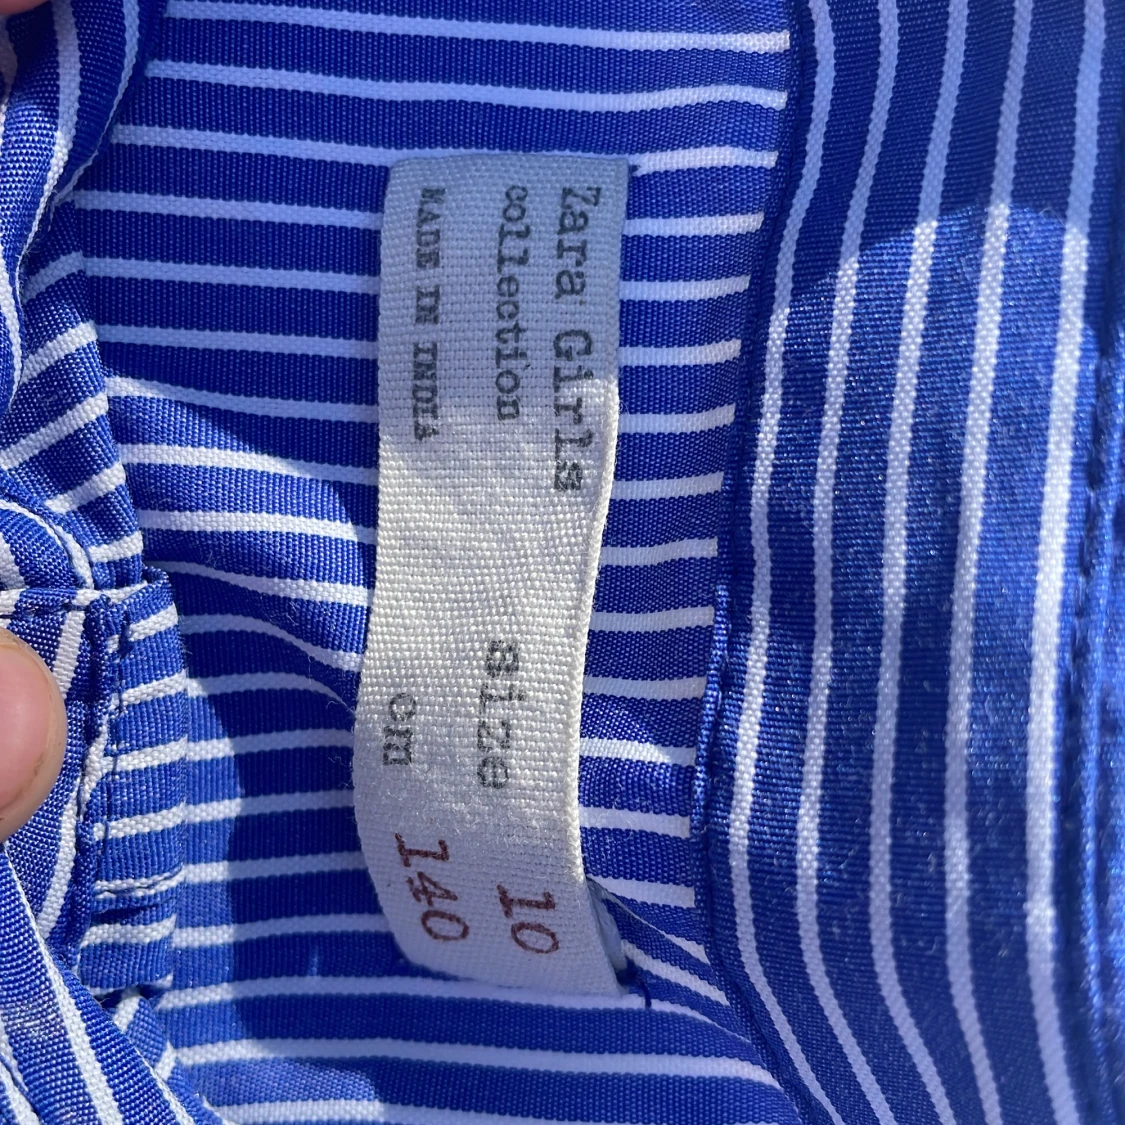 Zara Girls
collection
MADE IN INDIA
size 10
cm 140